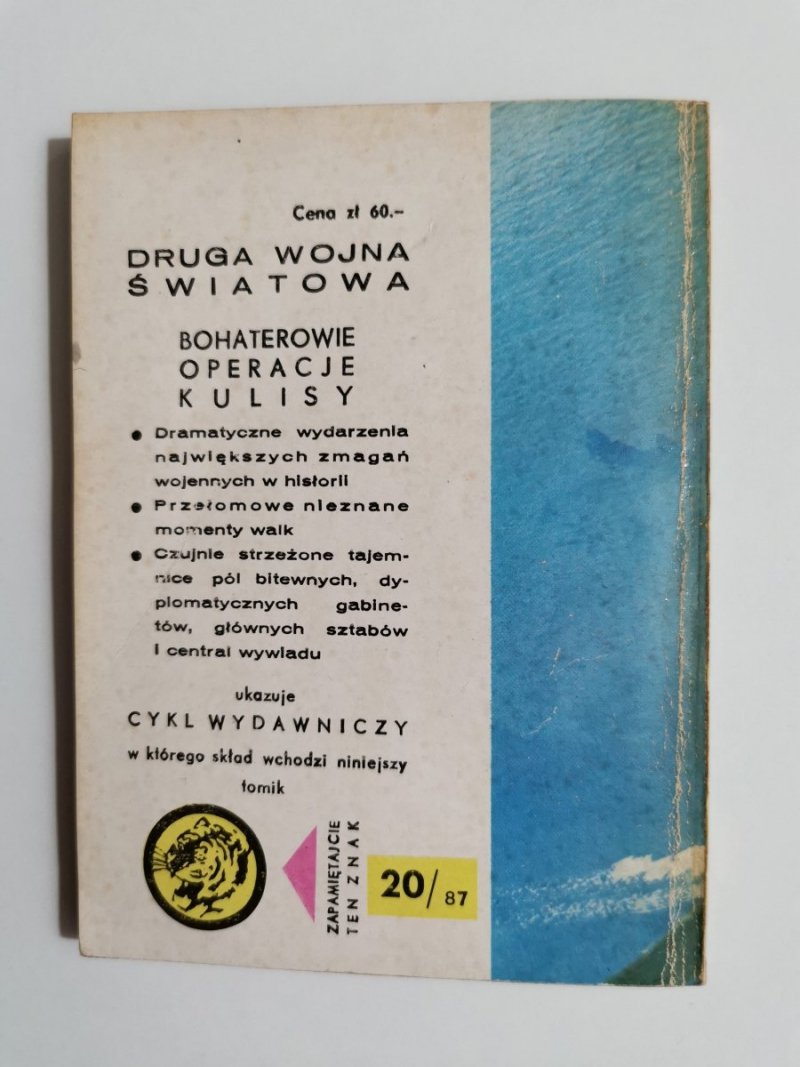 Cena zł 60.–
DRUGA WOJNA
ŚWIATOWA
BOHATEROWIE
OPERACJE
KULISY
● Dramatyczne wydarzenia
największych zmagań
wojennych w historii
● Przełomowe nieznane
momenty walk
● Czujnie strzeżone tajem-
nice pól bitewnych, dy-
plomatycznych gabine-
tów, głównych sztabów
i central wywiadu
ukazuje
CYKL WYDAWNICZY
w którego skład wchodzi niniejszy
tomik
ZAPAMIĘTAJCIE
TEN ZNAK
20/87